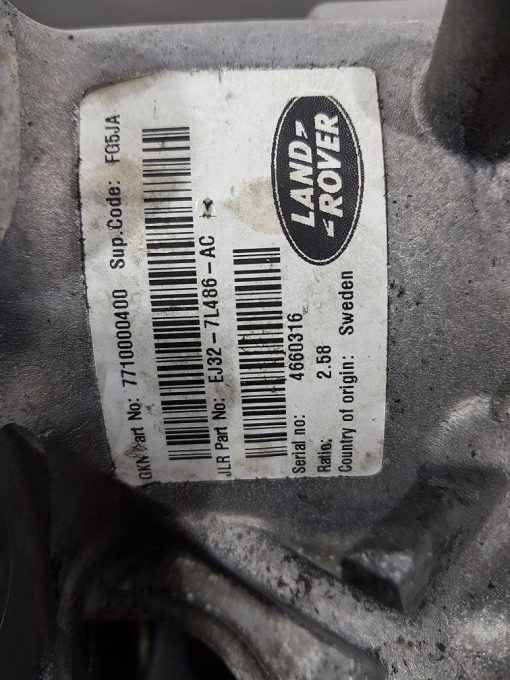 GKN Part No: 7710000400 Sup.Code: FG5JA
JLR Part No: EJ32-7L486-AC
Serial no: 4660316
Ratio: 2.58
Country of origin: Sweden
LAND-
-ROVER